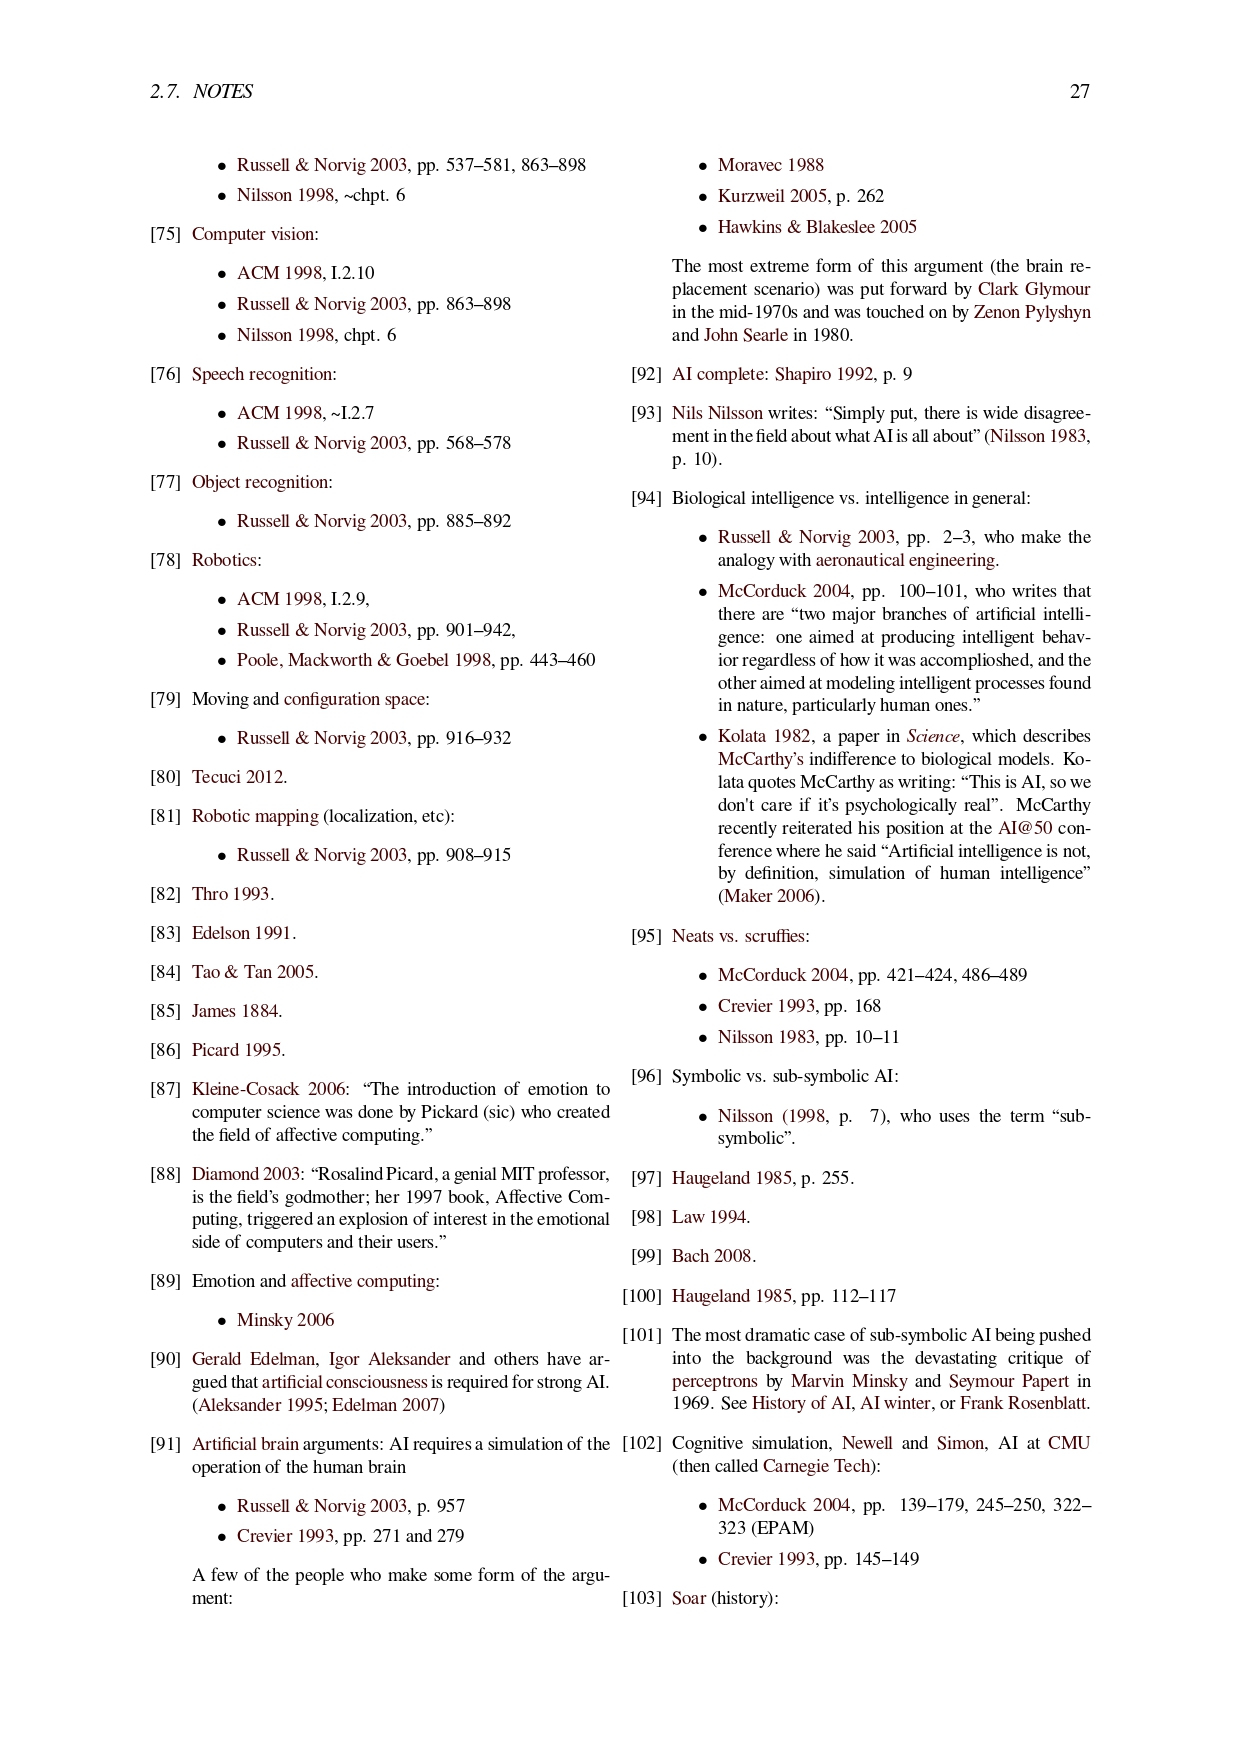 2.7. NOTES 27
• Russell & Norvig 2003, pp. 537–581, 863–898
• Nilsson 1998, ~chpt. 6
[75] Computer vision:
• ACM 1998, I.2.10
• Russell & Norvig 2003, pp. 863–898
• Nilsson 1998, chpt. 6
[76] Speech recognition:
• ACM 1998, ~I.2.7
• Russell & Norvig 2003, pp. 568–578
[77] Object recognition:
• Russell & Norvig 2003, pp. 885–892
[78] Robotics:
• ACM 1998, I.2.9,
• Russell & Norvig 2003, pp. 901–942,
• Poole, Mackworth & Goebel 1998, pp. 443–460
[79] Moving and configuration space:
• Russell & Norvig 2003, pp. 916–932
[80] Tecuci 2012.
[81] Robotic mapping (localization, etc):
• Russell & Norvig 2003, pp. 908–915
[82] Thro 1993.
[83] Edelson 1991.
[84] Tao & Tan 2005.
[85] James 1884.
[86] Picard 1995.
[87] Kleine-Cosack 2006: “The introduction of emotion to
computer science was done by Pickard (sic) who created
the field of affective computing.”
[88] Diamond 2003: “Rosalind Picard, a genial MIT professor,
is the field’s godmother; her 1997 book, Affective Com-
puting, triggered an explosion of interest in the emotional
side of computers and their users.”
[89] Emotion and affective computing:
• Minsky 2006
[90] Gerald Edelman, Igor Aleksander and others have ar-
gued that artificial consciousness is required for strong AI.
(Aleksander 1995; Edelman 2007)
[91] Artificial brain arguments: AI requires a simulation of the
operation of the human brain
• Russell & Norvig 2003, p. 957
• Crevier 1993, pp. 271 and 279
A few of the people who make some form of the argu-
ment:
• Moravec 1988
• Kurzweil 2005, p. 262
• Hawkins & Blakeslee 2005
The most extreme form of this argument (the brain re-
placement scenario) was put forward by Clark Glymour
in the mid-1970s and was touched on by Zenon Pylyshyn
and John Searle in 1980.
[92] AI complete: Shapiro 1992, p. 9
[93] Nils Nilsson writes: “Simply put, there is wide disagree-
ment in the field about what AI is all about” (Nilsson 1983,
p. 10).
[94] Biological intelligence vs. intelligence in general:
• Russell & Norvig 2003, pp. 2–3, who make the
analogy with aeronautical engineering.
• McCorduck 2004, pp. 100–101, who writes that
there are “two major branches of artificial intelli-
gence: one aimed at producing intelligent behav-
ior regardless of how it was accomplioshed, and the
other aimed at modeling intelligent processes found
in nature, particularly human ones.”
• Kolata 1982, a paper in Science, which describes
McCarthy’s indifference to biological models. Ko-
lata quotes McCarthy as writing: “This is AI, so we
don't care if it’s psychologically real”. McCarthy
recently reiterated his position at the AI@50 con-
ference where he said “Artificial intelligence is not,
by definition, simulation of human intelligence”
(Maker 2006).
[95] Neats vs. scruffies:
• McCorduck 2004, pp. 421–424, 486–489
• Crevier 1993, pp. 168
• Nilsson 1983, pp. 10–11
[96] Symbolic vs. sub-symbolic AI:
• Nilsson (1998, p. 7), who uses the term “sub-
symbolic”.
[97] Haugeland 1985, p. 255.
[98] Law 1994.
[99] Bach 2008.
[100] Haugeland 1985, pp. 112–117
[101] The most dramatic case of sub-symbolic AI being pushed
into the background was the devastating critique of
perceptrons by Marvin Minsky and Seymour Papert in
1969. See History of AI, AI winter, or Frank Rosenblatt.
[102] Cognitive simulation, Newell and Simon, AI at CMU
(then called Carnegie Tech):
• McCorduck 2004, pp. 139–179, 245–250, 322–
323 (EPAM)
• Crevier 1993, pp. 145–149
[103] Soar (history):